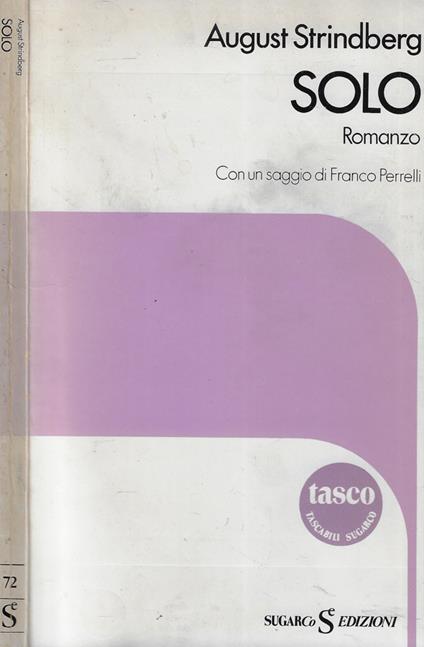 August Strindberg
SOLO
August Strindberg
SOLO
Romanzo
Con un saggio di Franco Perrelli
tasco
TASCABILI SUGARCO
72
SUGARCo EDIZIONI